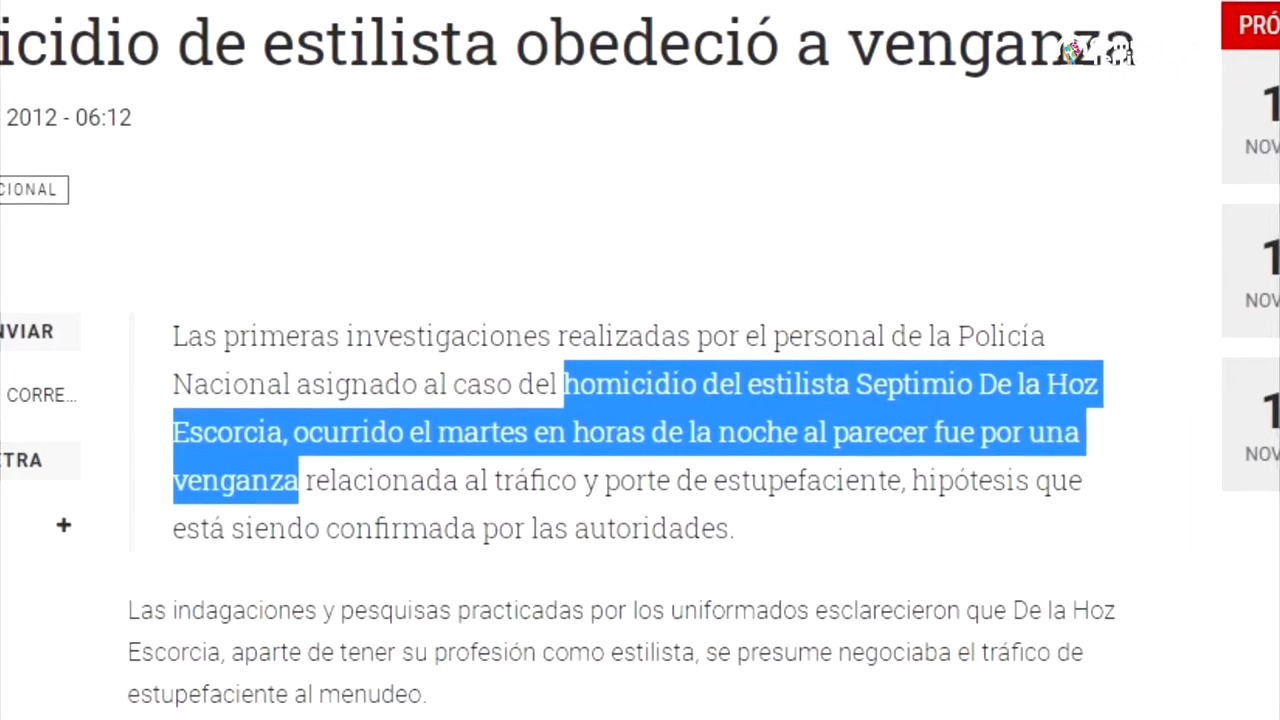 icidio de estilista obedeció a venganza
PRÓ
2012 - 06:12
1
NOV
CIONAL
1
NOV
NVIAR
Las primeras investigaciones realizadas por el personal de la Policía
Nacional asignado al caso del homicidio del estilista Septimio De la Hoz
CORRE...
1
Escorcia, ocurrido el martes en horas de la noche al parecer fue por una
NOV
ETRA
venganza relacionada al tráfico y porte de estupefaciente, hipótesis que
+
está siendo confirmada por las autoridades.
Las indagaciones y pesquisas practicadas por los uniformados esclarecieron que De la Hoz
Escorcia, aparte de tener su profesión como estilista, se presume negociaba el tráfico de
estupefaciente al menudeo.